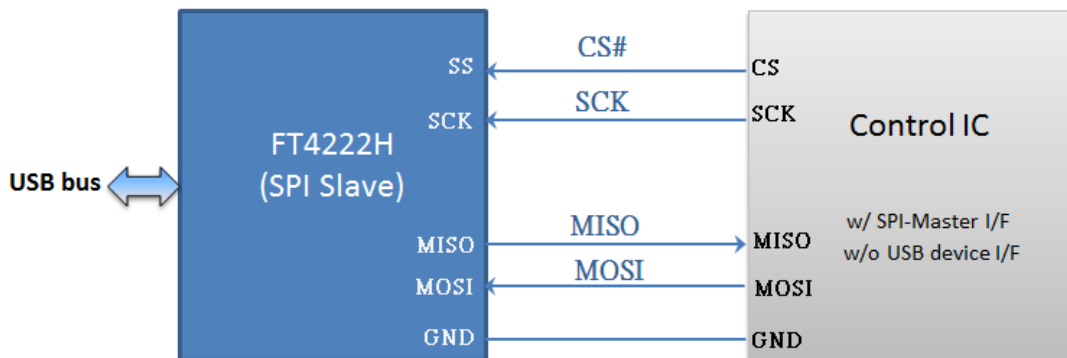 CS#
SS
CS
SCK
SCK
SCK
FT4222H
(SPI Slave)
Control IC
USB bus
w/ SPI-Master I/F
w/o USB device I/F
MISO
MISO
MISO
MOSI
MOSI
MOSI
GND
GND